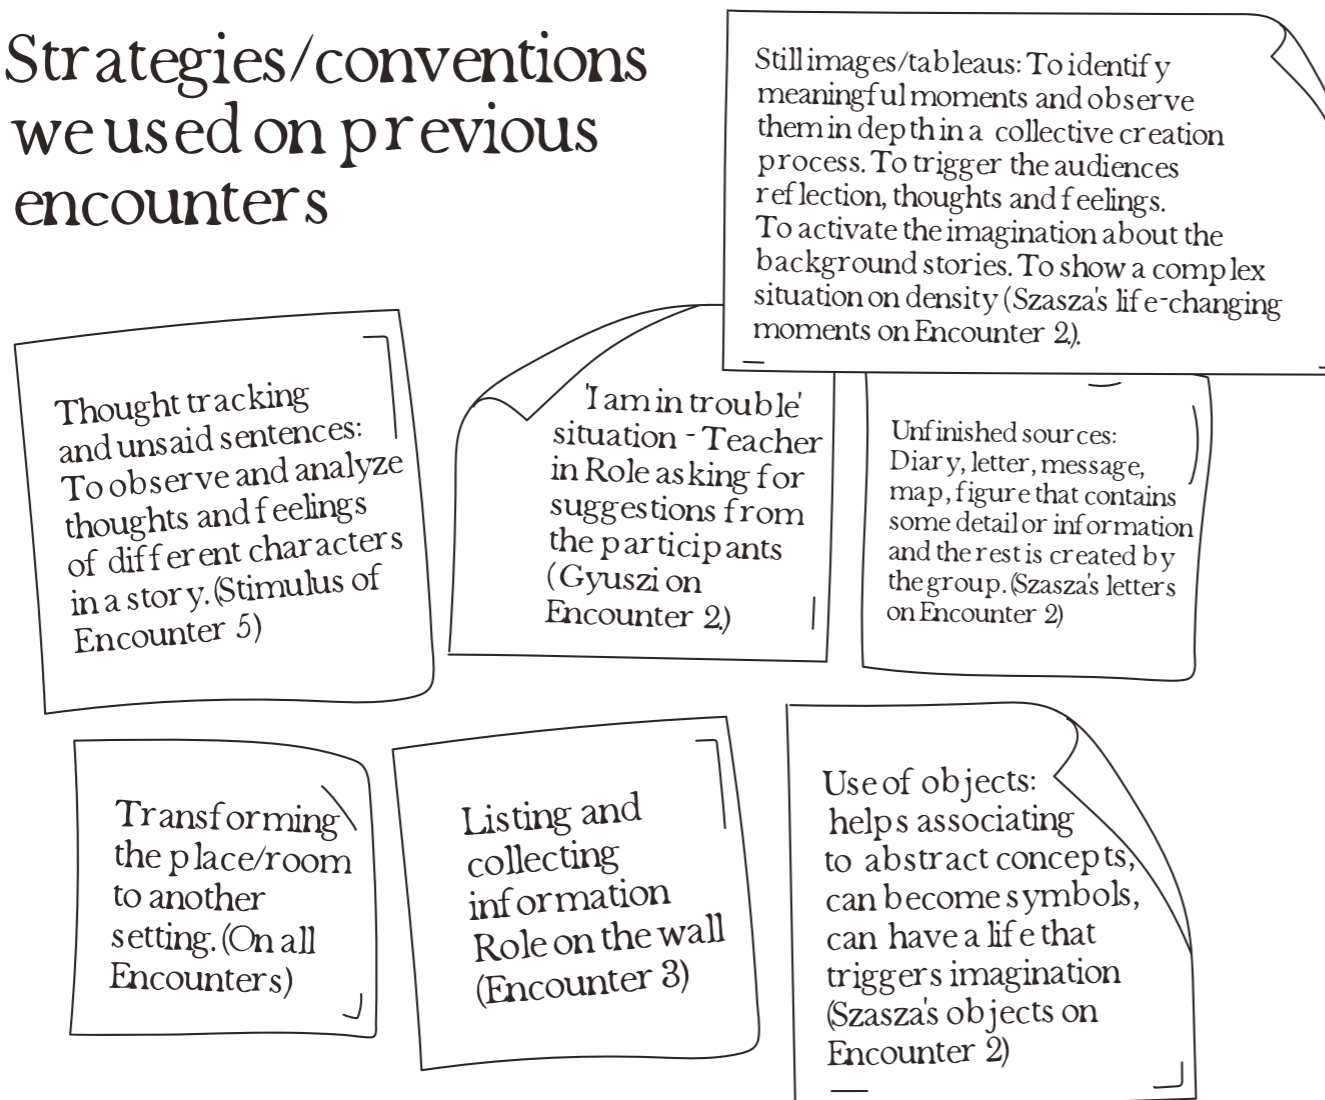 Strategies/conventions
we used on previous
encounters
Still images/tableaus: To identify
meaningful moments and observe
them in depth in a collective creation
process. To trigger the audiences
reflection, thoughts and feelings.
To activate the imagination about the
background stories. To show a complex
situation on density (Szasza's life-changing
moments on Encounter 2.).
Thought tracking
and unsaid sentences:
To observe and analyze
thoughts and feelings
of different characters
in a story. (Stimulus of
Encounter 5)
'I am in trouble'
situation - Teacher
in Role asking for
suggestions from
the participants
(Gyuszi on
Encounter 2.)
Unfinished sources:
Diary, letter, message,
map, figure that contains
some detail or information
and the rest is created by
the group. (Szasza's letters
on Encounter 2)
Transforming
the place/room
to another
setting. (On all
Encounters)
Listing and
collecting
information
Role on the wall
(Encounter 3)
Use of objects:
helps associating
to abstract concepts,
can become symbols,
can have a life that
triggers imagination
(Szasza's objects on
Encounter 2)